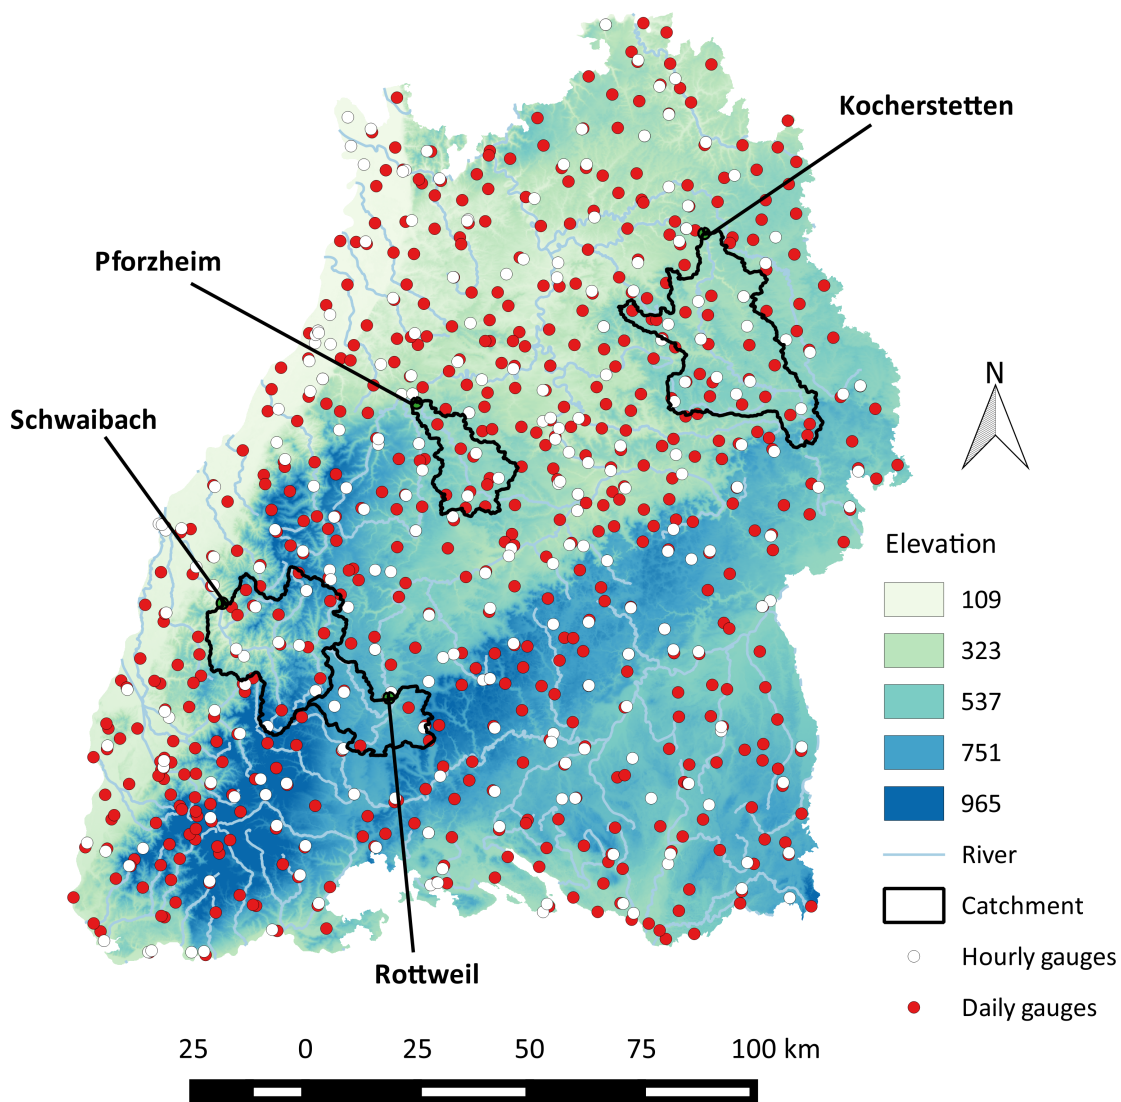 Kocherstetten
Pforzheim
Schwaibach
N
Elevation
109
323
537
751
965
River
Catchment
Hourly gauges
Daily gauges
Rottweil
25 0 25 50 75 100 km